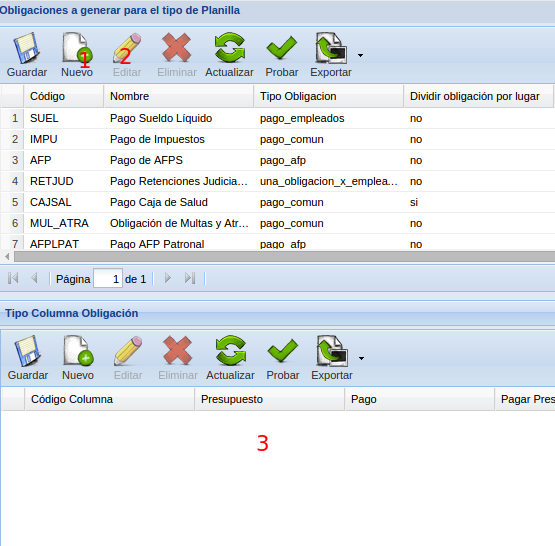 Obligaciones a generar para el tipo de Planilla
Guardar Nuevo Editar Eliminar Actualizar Probar Exportar
1 2
Código Nombre Tipo Obligacion Dividir obligación por lugar
1 SUEL Pago Sueldo Líquido pago_empleados no
2 IMPU Pago de Impuestos pago_comun no
3 AFP Pago de AFPS pago_afp no
4 RETJUD Pago Retenciones Judicia... una_obligacion_x_emplea... no
5 CAJSAL Pago Caja de Salud pago_comun si
6 MUL_ATRA Obligación de Multas y Atr... pago_comun no
7 AFPLPAT Pago AFP Patronal pago_afp no
Página 1 de 1
Tipo Columna Obligación
Guardar Nuevo Editar Eliminar Actualizar Probar Exportar
Código Columna Presupuesto Pago Pagar Pres
3